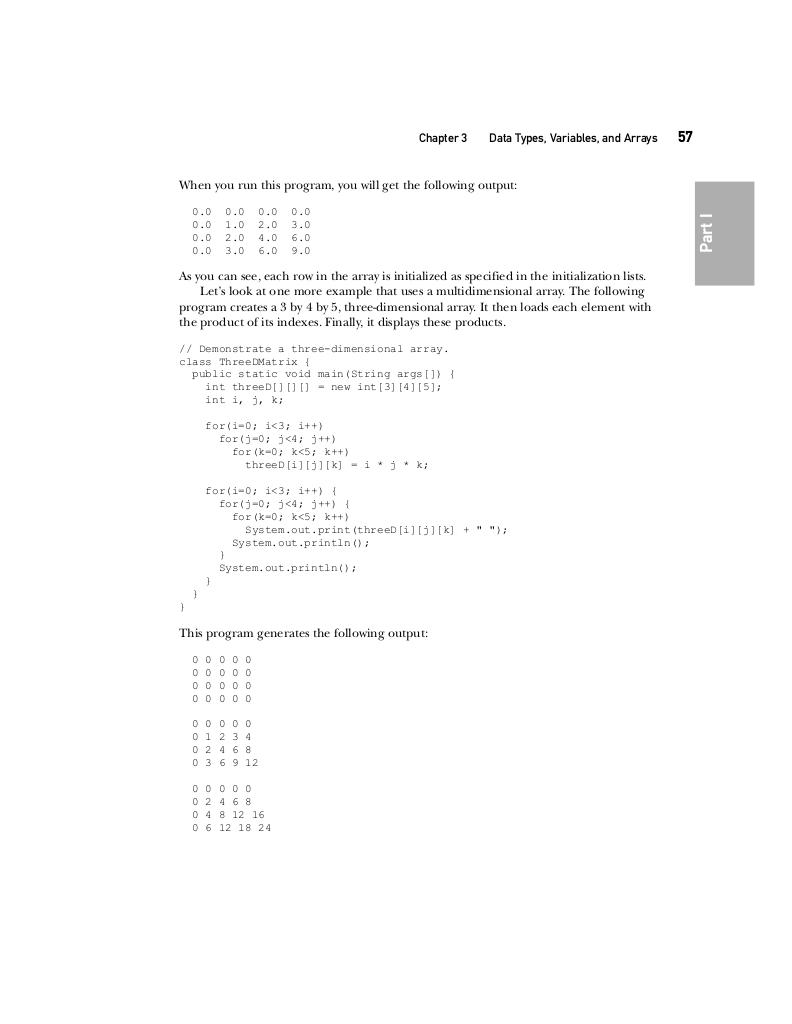 Chapter 3 Data Types, Variables, and Arrays 57
Part I
When you run this program, you will get the following output:
0.0 0.0 0.0 0.0
0.0 1.0 2.0 3.0
0.0 2.0 4.0 6.0
0.0 3.0 6.0 9.0
As you can see, each row in the array is initialized as specified in the initialization lists.
Let's look at one more example that uses a multidimensional array. The following
program creates a 3 by 4 by 5, three-dimensional array. It then loads each element with
the product of its indexes. Finally, it displays these products.
// Demonstrate a three-dimensional array.
class ThreeDMatrix {
  public static void main(String args[]) {
    int threeD[][][] = new int[3][4][5];
    int i, j, k;

    for(i=0; i<3; i++)
      for(j=0; j<4; j++)
        for(k=0; k<5; k++)
          threeD[i][j][k] = i * j * k;

    for(i=0; i<3; i++) {
      for(j=0; j<4; j++) {
        for(k=0; k<5; k++)
          System.out.print(threeD[i][j][k] + " ");
        System.out.println();
      }
      System.out.println();
    }
  }
}
This program generates the following output:
0 0 0 0 0
0 0 0 0 0
0 0 0 0 0
0 0 0 0 0

0 0 0 0 0
0 1 2 3 4
0 2 4 6 8
0 3 6 9 12

0 0 0 0 0
0 2 4 6 8
0 4 8 12 16
0 6 12 18 24